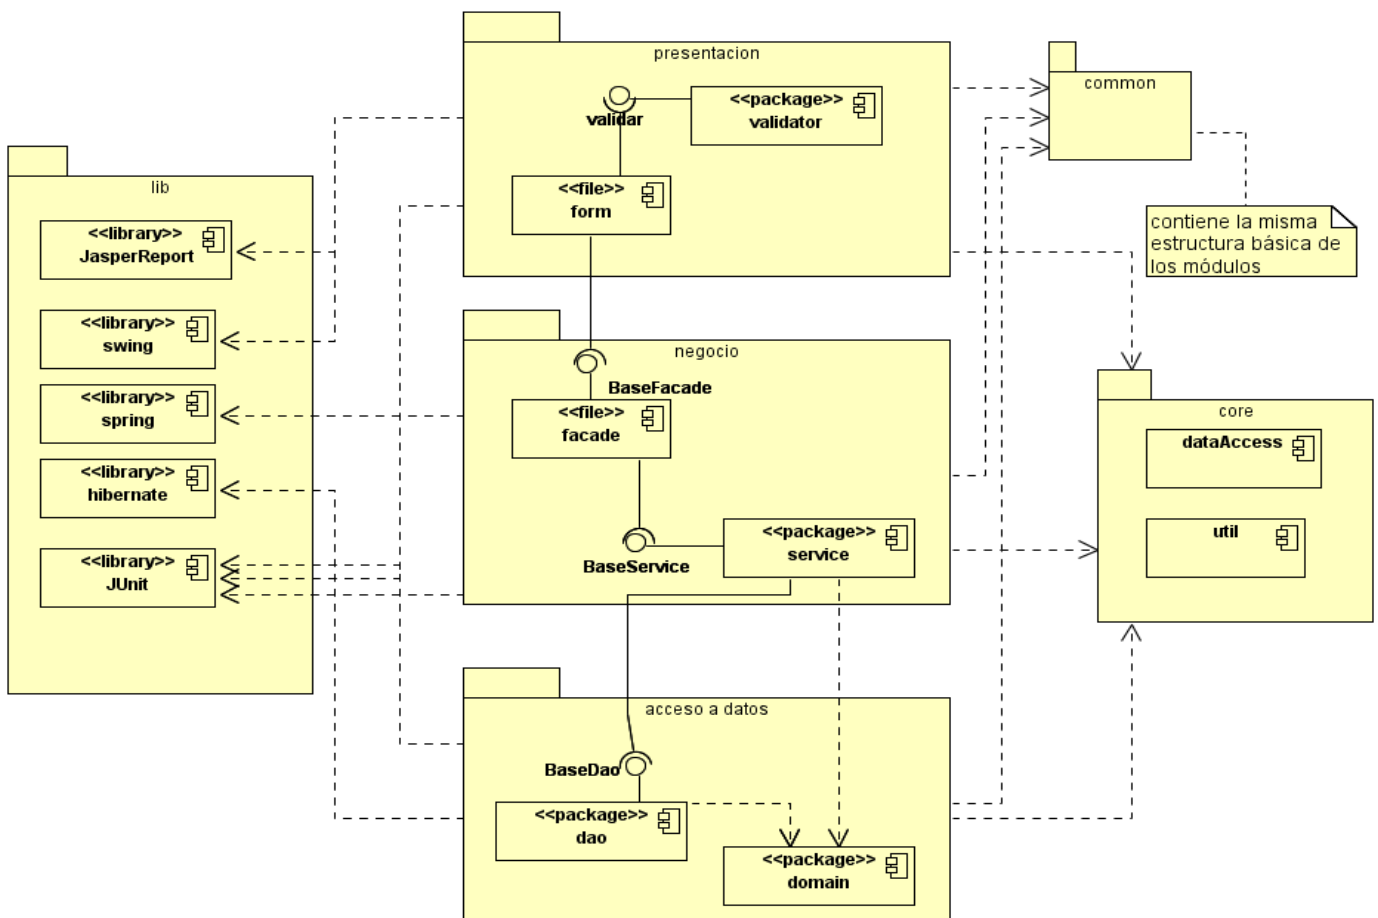 presentacion
<<package>>
validator
validar
<<file>>
form
common
contiene la misma
estructura básica de
los módulos
lib
<<library>>
JasperReport
<<library>>
swing
<<library>>
spring
<<library>>
hibernate
<<library>>
JUnit
negocio
BaseFacade
<<file>>
facade
BaseService
<<package>>
service
core
dataAccess
util
acceso a datos
BaseDao
<<package>>
dao
<<package>>
domain